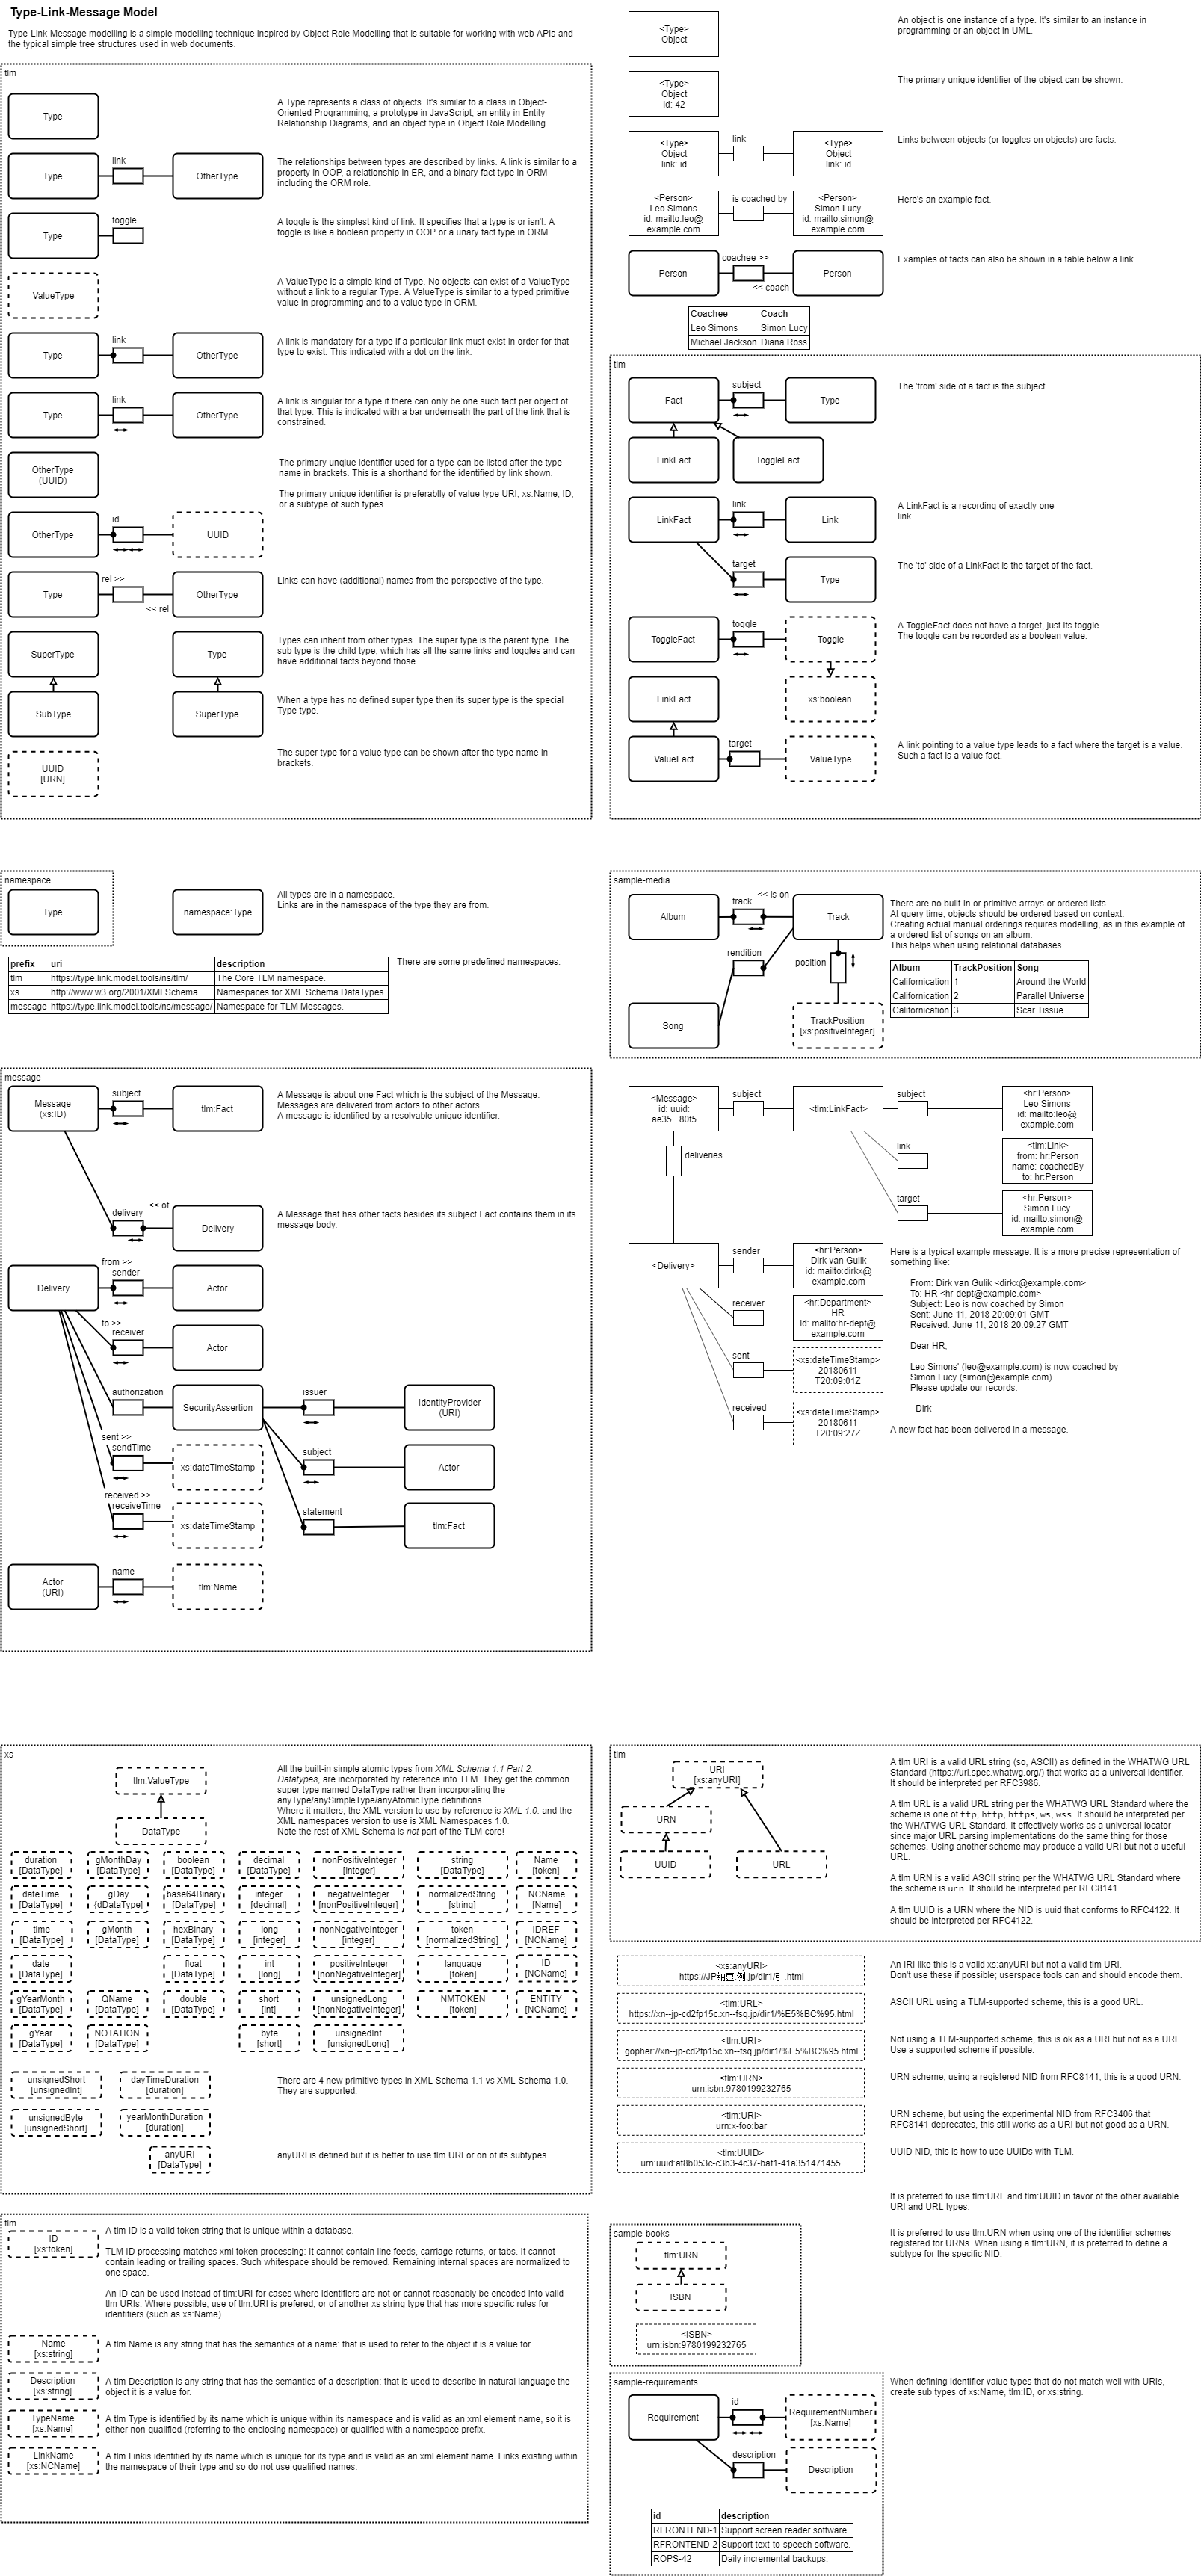 Type-Link-Message Model
Type-Link-Message modelling is a simple modelling technique inspired by Object Role Modelling that is suitable for working with web APIs and
the typical simple tree structures used in web documents.
tlm
Type
A Type represents a class of objects. It's similar to a class in Object-
Oriented Programming, a prototype in JavaScript, an entity in Entity
Relationship Diagrams, and an object type in Object Role Modelling.
Type
link
OtherType
The relationships between types are described by links. A link is similar to a
property in OOP, a relationship in ER, and a binary fact type in ORM
including the ORM role.
Type
toggle
A toggle is the simplest kind of link. It specifies that a type is or isn't. A
toggle is like a boolean property in OOP or a unary fact type in ORM.
ValueType
A ValueType is a simple kind of Type. No objects can exist of a ValueType
without a link to a regular Type. A ValueType is similar to a typed primitive
value in programming and to a value type in ORM.
Type
link
OtherType
A link is mandatory for a type if a particular link must exist in order for that
type to exist. This indicated with a dot on the link.
Type
link
OtherType
A link is singular for a type if there can only be one such fact per object of
that type. This is indicated with a bar underneath the part of the link that is
constrained.
OtherType
(UUID)
The primary unqiue identifier used for a type can be listed after the type
name in brackets. This is a shorthand for the identified by link shown.
The primary unique identifier is preferablly of value type URI, xs:Name, ID,
or a subtype of such types.
OtherType
id
UUID
Type
rel >>
<< rel
OtherType
Links can have (additional) names from the perspective of the type.
SuperType
Type
Types can inherit from other types. The super type is the parent type. The
sub type is the child type, which has all the same links and toggles and can
have additional facts beyond those.
SubType
SuperType
When a type has no defined super type then its super type is the special
Type type.
UUID
[URN]
The super type for a value type can be shown after the type name in
brackets.
<Type>
Object
An object is one instance of a type. It's similar to an instance in
programming or an object in UML.
<Type>
Object
id: 42
The primary unique identifier of the object can be shown.
<Type>
Object
link: id
link
<Type>
Object
link: id
Links between objects (or toggles on objects) are facts.
<Person>
Leo Simons
id: mailto:leo@
example.com
is coached by
<Person>
Simon Lucy
id: mailto:simon@
example.com
Here's an example fact.
Person
coachee >>
<< coach
Person
Examples of facts can also be shown in a table below a link.
Coachee Coach
Leo Simons Simon Lucy
Michael Jackson Diana Ross
tlm
Fact
subject
Type
The 'from' side of a fact is the subject.
LinkFact
ToggleFact
LinkFact
link
Link
A LinkFact is a recording of exactly one
link.
target
Type
The 'to' side of a LinkFact is the target of the fact.
ToggleFact
toggle
Toggle
A ToggleFact does not have a target, just its toggle.
The toggle can be recorded as a boolean value.
LinkFact
xs:boolean
ValueFact
target
ValueType
A link pointing to a value type leads to a fact where the target is a value.
Such a fact is a value fact.
namespace
Type
namespace:Type
All types are in a namespace.
Links are in the namespace of the type they are from.
prefix uri description
tlm https://type.link.model.tools/ns/tlm/ The Core TLM namespace.
xs http://www.w3.org/2001/XMLSchema Namespaces for XML Schema DataTypes.
message https://type.link.model.tools/ns/message/ Namespace for TLM Messages.
There are some predefined namespaces.
sample-media
Album
track
<< is on
Track
rendition
position
Song
TrackPosition
[xs:positiveInteger]
There are no built-in or primitive arrays or ordered lists.
At query time, objects should be ordered based on context.
Creating actual manual orderings requires modelling, as in this example of
a ordered list of songs on an album.
This helps when using relational databases.
Album TrackPosition Song
Californication 1 Around the World
Californication 2 Parallel Universe
Californication 3 Scar Tissue
message
Message
(xs:ID)
subject
tlm:Fact
A Message is about one Fact which is the subject of the Message.
Messages are delivered from actors to other actors.
A message is identified by a resolvable unique identifier.
delivery
<< of
Delivery
A Message that has other facts besides its subject Fact contains them in its
message body.
Delivery
from >>
sender
Actor
to >>
receiver
Actor
authorization
SecurityAssertion
issuer
IdentityProvider
(URI)
sent >>
sendTime
xs:dateTimeStamp
subject
Actor
received >>
receiveTime
xs:dateTimeStamp
statement
tlm:Fact
Actor
(URI)
name
tlm:Name
<Message>
id: uuid:
ae35...80f5
subject
<tlm:LinkFact>
subject
<hr:Person>
Leo Simons
id: mailto:leo@
example.com
deliveries
link
<tlm:Link>
from: hr:Person
name: coachedBy
to: hr:Person
target
<hr:Person>
Simon Lucy
id: mailto:simon@
example.com
<Delivery>
sender
<hr:Person>
Dirk van Gulik
id: mailto:dirkx@
example.com
receiver
<hr:Department>
HR
id: mailto:hr-dept@
example.com
sent
<xs:dateTimeStamp>
20180611
T20:09:01Z
received
<xs:dateTimeStamp>
20180611
T20:09:27Z
Here is a typical example message. It is a more precise representation of
something like:
From: Dirk van Gulik <dirkx@example.com>
To: HR <hr-dept@example.com>
Subject: Leo is now coached by Simon
Sent: June 11, 2018 20:09:01 GMT
Received: June 11, 2018 20:09:27 GMT
Dear HR,
Leo Simons' (leo@example.com) is now coached by
Simon Lucy (simon@example.com).
Please update our records.
- Dirk
A new fact has been delivered in a message.
xs
tlm:ValueType
DataType
All the built-in simple atomic types from XML Schema 1.1 Part 2:
Datatypes, are incorporated by reference into TLM. They get the common
super type named DataType rather than incorporating the
anyType/anySimpleType/anyAtomicType definitions.
Where it matters, the XML version to use by reference is XML 1.0. and the
XML namespaces version to use is XML Namespaces 1.0.
Note the rest of XML Schema is not part of the TLM core!
duration gMonthDay boolean decimal nonPositiveInteger string Name
[DataType] [DataType] [DataType] [DataType] [integer] [DataType] [token]
dateTime gDay base64Binary integer negativeInteger normalizedString NCName
[DataType] {dDataType] [DataType] [decimal] [nonPositiveInteger] [string] [Name]
time gMonth hexBinary long nonNegativeInteger token IDREF
[DataType] [DataType] [DataType] [integer] [integer] [normalizedString] [NCName]
date float int positiveInteger language ID
[DataType] [DataType] [long] [nonNegativeInteger] [token] [NCName]
gYearMonth QName double short unsignedLong NMTOKEN ENTITY
[DataType] [DataType] [DataType] [int] [nonNegativeInteger] [token] [NCName]
gYear NOTATION byte unsignedInt
[DataType] [DataType] [short] [unsignedLong]
unsignedShort dayTimeDuration
[unsignedInt] [duration]
There are 4 new primitive types in XML Schema 1.1 vs XML Schema 1.0.
They are supported.
unsignedByte yearMonthDuration
[unsignedShort] [duration]
anyURI
[DataType]
anyURI is defined but it is better to use tlm URI or on of its subtypes.
tlm
URI
[xs:anyURI]
URN
UUID
URL
A tlm URI is a valid URL string (so, ASCII) as defined in the WHATWG URL
Standard (https://url.spec.whatwg.org/) that works as a universal identifier.
It should be interpreted per RFC3986.
A tlm URL is a valid URL string per the WHATWG URL Standard where the
scheme is one of ftp, http, https, ws, wss. It should be interpreted per
the WHATWG URL Standard. It effectively works as a universal locator
since major URL parsing implementations do the same thing for those
schemes. Using another scheme may produce a valid URI but not a useful
URL.
A tlm URN is a valid ASCII string per the WHATWG URL Standard where
the scheme is urn. It should be interpreted per RFC8141.
A tlm UUID is a URN where the NID is uuid that conforms to RFC4122. It
should be interpreted per RFC4122.
<xs:anyURI>
https://JP納豆.例.jp/dir1/引.html
An IRI like this is a valid xs:anyURI but not a valid tlm URI.
Don't use these if possible; userspace tools can and should encode them.
<tlm:URL>
https://xn--jp-cd2fp15c.xn--fsq.jp/dir1/%E5%BC%95.html
ASCII URL using a TLM-supported scheme, this is a good URL.
<tlm:URI>
gopher://xn--jp-cd2fp15c.xn--fsq.jp/dir1/%E5%BC%95.html
Not using a TLM-supported scheme, this is ok as a URI but not as a URL.
Use a supported scheme if possible.
<tlm:URN>
urn:isbn:9780199232765
URN scheme, using a registered NID from RFC8141, this is a good URN.
<tlm:URI>
urn:x-foo:bar
URN scheme, but using the experimental NID from RFC3406 that
RFC8141 deprecates, this still works as a URI but not good as a URN.
<tlm:UUID>
urn:uuid:af8b053c-c3b3-4c37-baf1-41a351471455
UUID NID, this is how to use UUIDs with TLM.
It is preferred to use tlm:URL and tlm:UUID in favor of the other available
URI and URL types.
It is preferred to use tlm:URN when using one of the identifier schemes
registered for URNs. When using a tlm:URN, it is preferred to define a
subtype for the specific NID.
tlm
ID
[xs:token]
A tlm ID is a valid token string that is unique within a database.
TLM ID processing matches xml token processing: It cannot contain line feeds, carriage returns, or tabs. It cannot
contain leading or trailing spaces. Such whitespace should be removed. Remaining internal spaces are normalized to
one space.
An ID can be used instead of tlm:URI for cases where identifiers are not or cannot reasonably be encoded into valid
tlm URIs. Where possible, use of tlm:URI is prefered, or of another xs string type that has more specific rules for
identifiers (such as xs:Name).
Name
[xs:string]
A tlm Name is any string that has the semantics of a name: that is used to refer to the object it is a value for.
Description
[xs:string]
A tlm Description is any string that has the semantics of a description: that is used to describe in natural language the
object it is a value for.
TypeName
[xs:Name]
A tlm Type is identified by its name which is unique within its namespace and is valid as an xml element name, so it is
either non-qualified (referring to the enclosing namespace) or qualified with a namespace prefix.
LinkName
[xs:NCName]
A tlm Linkis identified by its name which is unique for its type and is valid as an xml element name. Links existing within
the namespace of their type and so do not use qualified names.
sample-books
tlm:URN
ISBN
<ISBN>
urn:isbn:9780199232765
sample-requirements
Requirement
id
RequirementNumber
[xs:Name]
description
Description
When defining identifier value types that do not match well with URIs,
create sub types of xs:Name, tlm:ID, or xs:string.
id description
RFRONTEND-1 Support screen reader software.
RFRONTEND-2 Support text-to-speech software.
ROPS-42 Daily incremental backups.